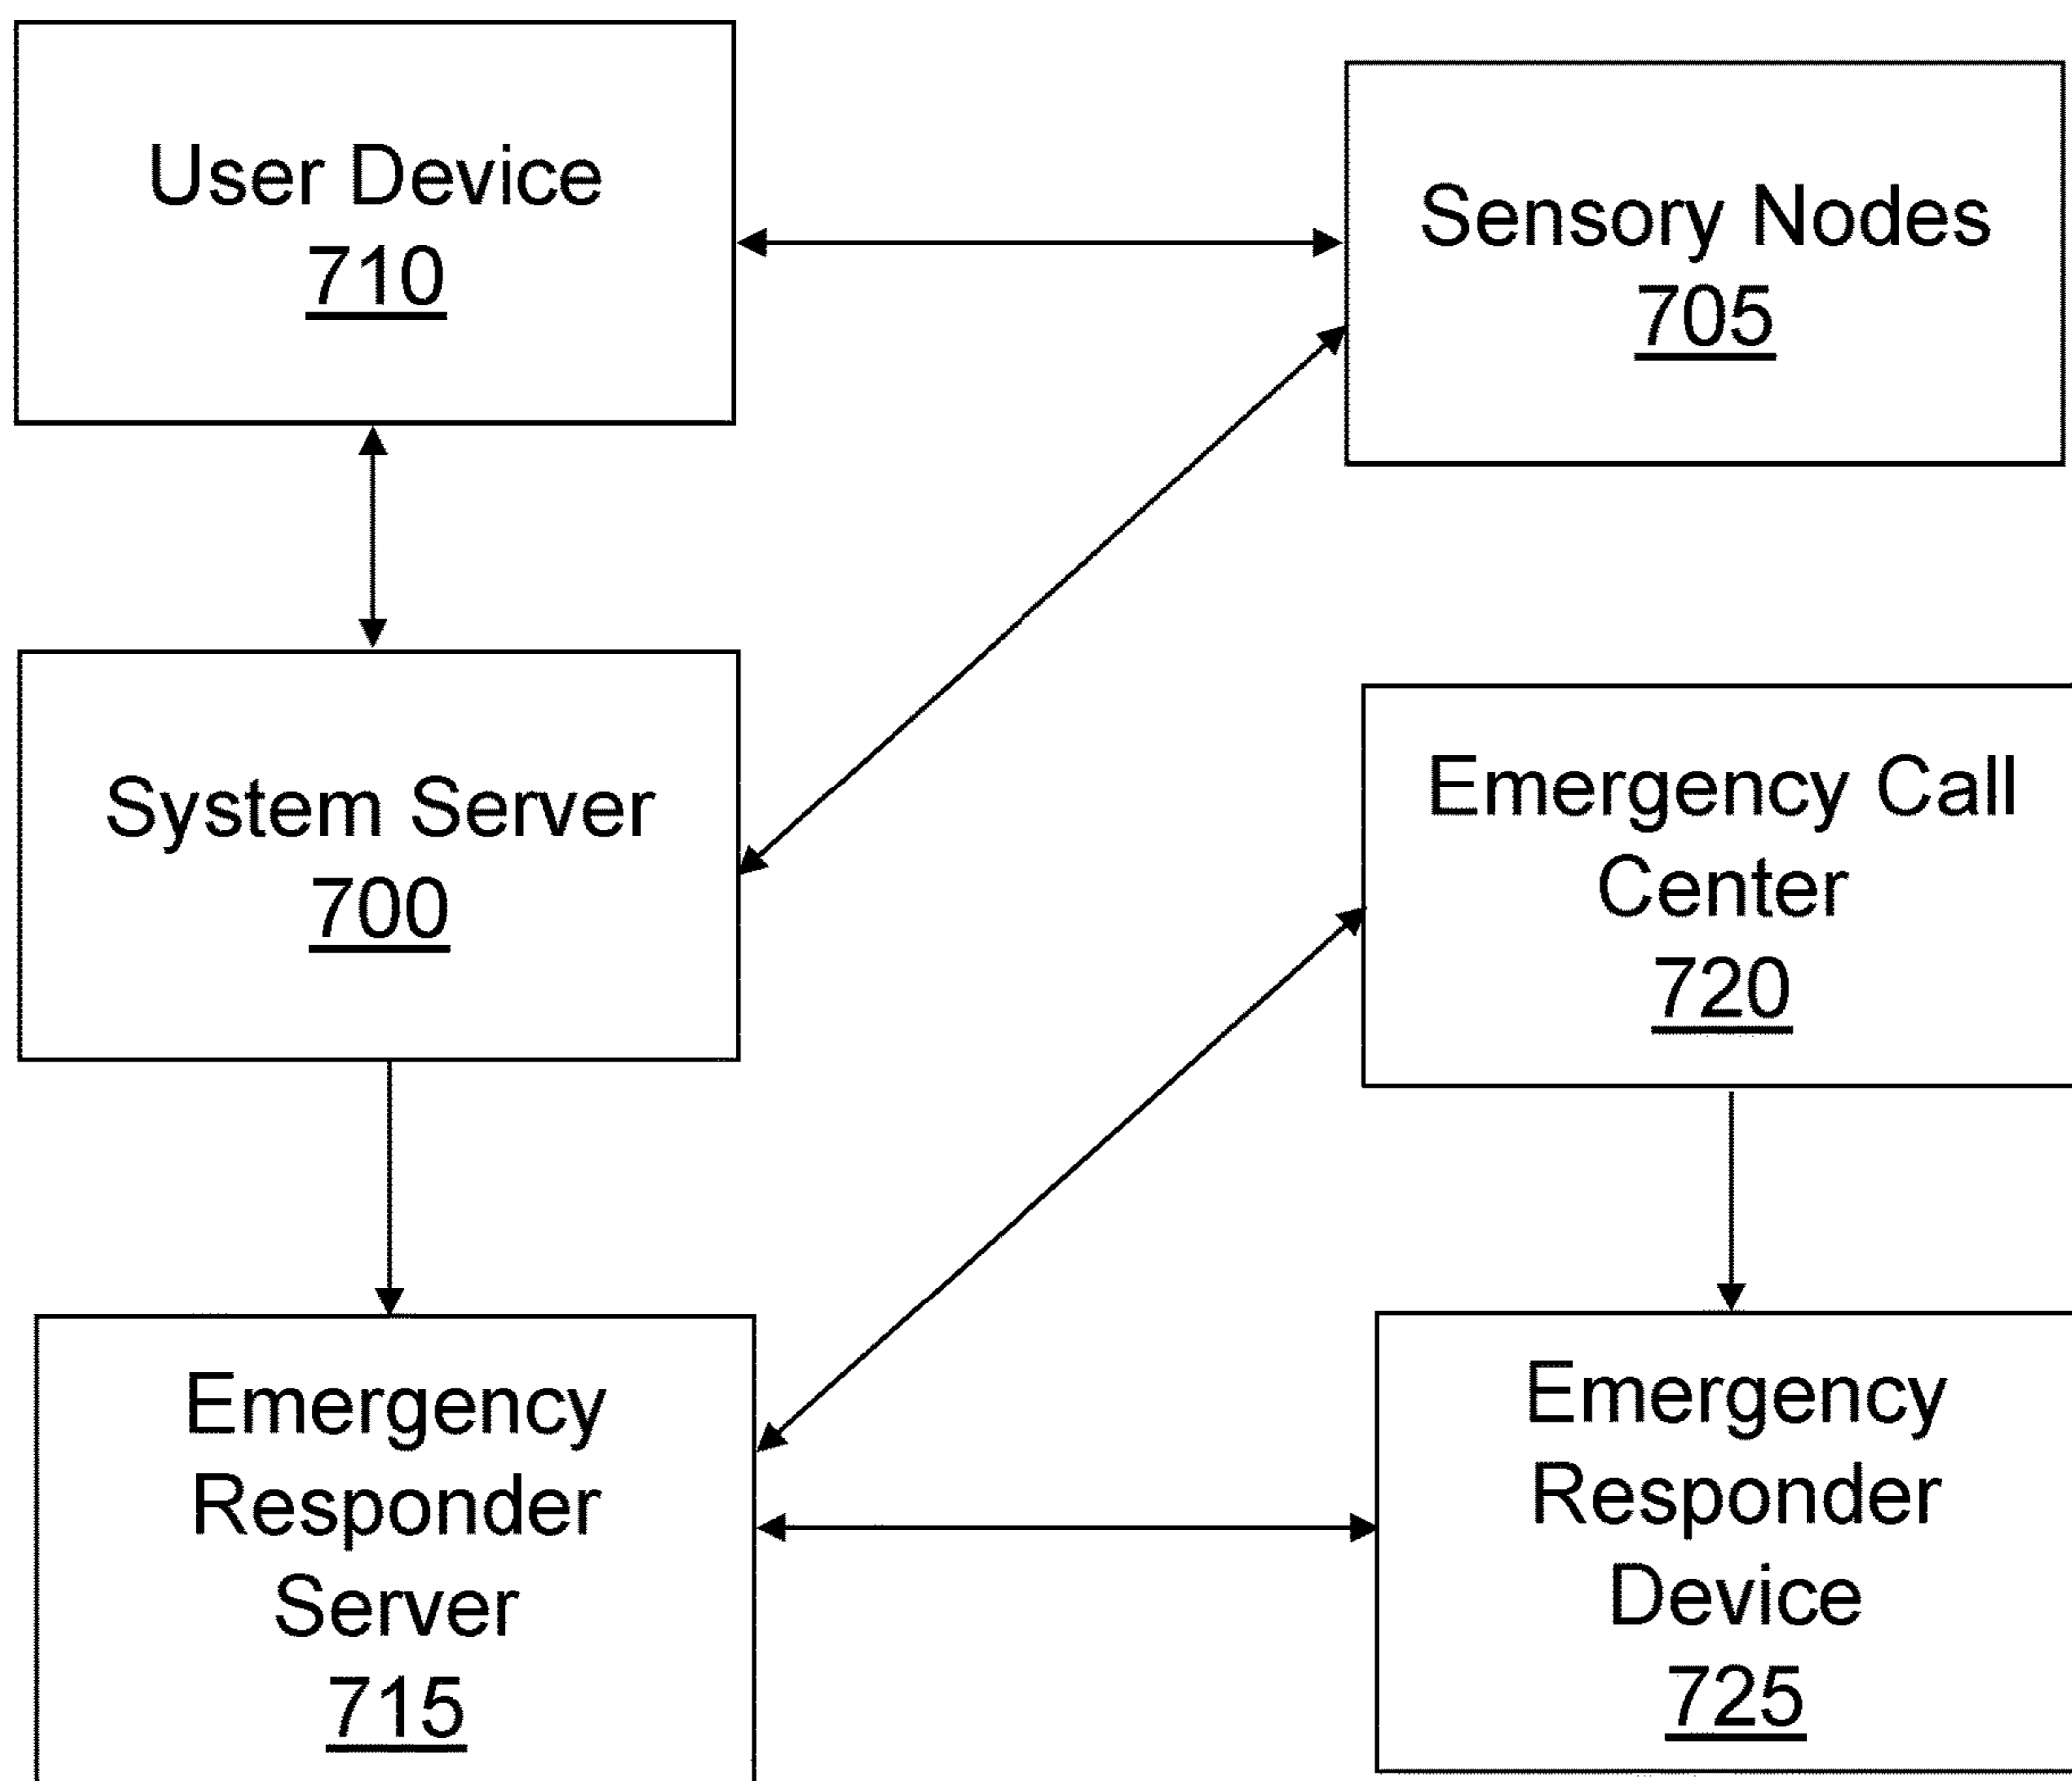 User Device
710
Sensory Nodes
705
System Server
700
Emergency Call
Center
720
Emergency
Responder
Server
715
Emergency
Responder
Device
725